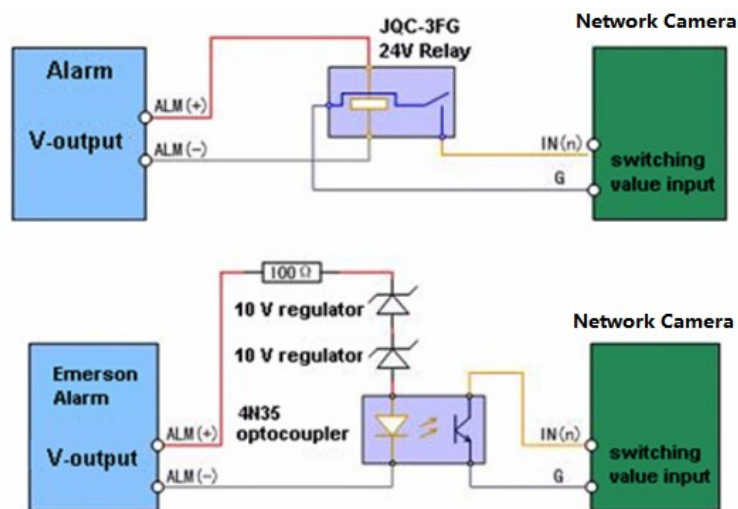 JQC-3FG
24V Relay
Network Camera
Alarm
V-output
ALM(+)
ALM(-)
IN(n)
G
switching
value input
100 Ω
10 V regulator
10 V regulator
Network Camera
Emerson
Alarm
V-output
4N35
optocoupler
ALM(+)
ALM(-)
IN(n)
G
switching
value input